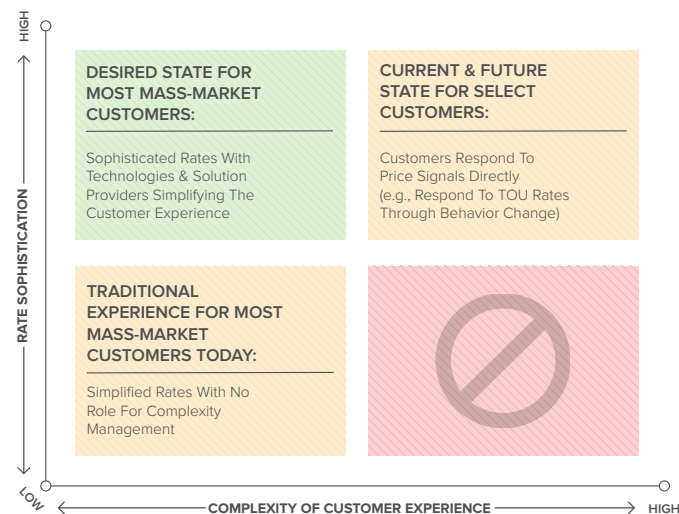 HIGH
RATE SOPHISTICATION
DESIRED STATE FOR
MOST MASS-MARKET
CUSTOMERS:
Sophisticated Rates With
Technologies & Solution
Providers Simplifying The
Customer Experience
CURRENT & FUTURE
STATE FOR SELECT
CUSTOMERS:
Customers Respond To
Price Signals Directly
(e.g., Respond To TOU Rates
Through Behavior Change)
TRADITIONAL
EXPERIENCE FOR MOST
MASS-MARKET
CUSTOMERS TODAY:
Simplified Rates With No
Role For Complexity
Management
LOW
COMPLEXITY OF CUSTOMER EXPERIENCE
HIGH